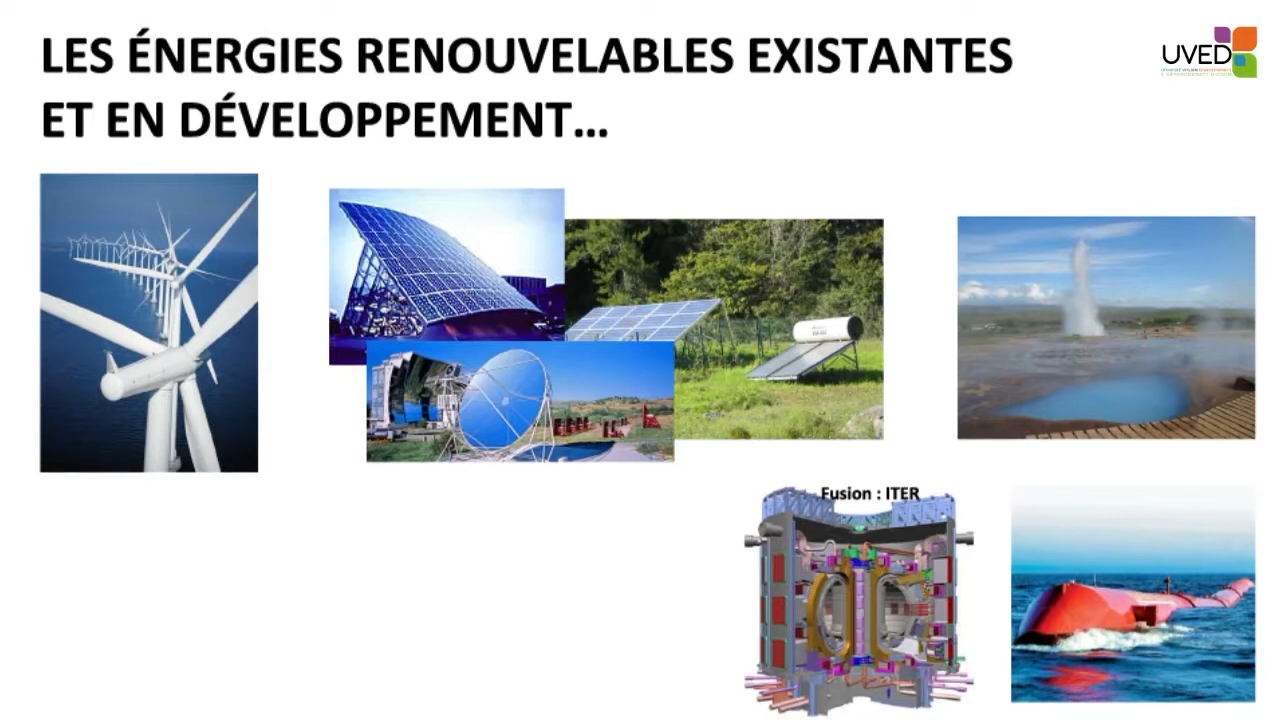 LES ÉNERGIES RENOUVELABLES EXISTANTES
ET EN DÉVELOPPEMENT...
UVED
Fusion : ITER